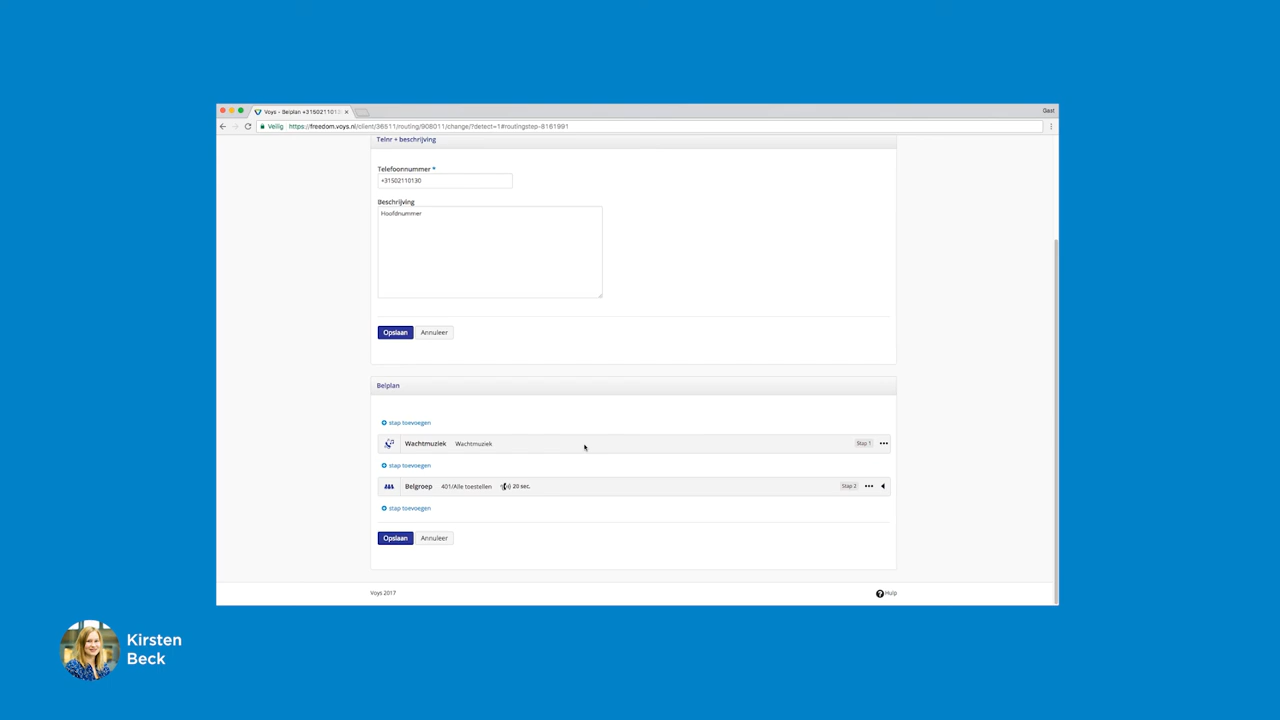 Voys - Belplan +3150211013
Gast
Veilig https://freedom.voys.nl/client/36511/routing/908011/change/?detect=1#routingstep-8161991
Telnr + beschrijving
Telefoonnummer *
+31502110130
Beschrijving
Hoofdnummer
Opslaan Annuleer
Belplan
stap toevoegen
Wachtmuziek Wachtmuziek Stap 1
stap toevoegen
Belgroep 401/Alle toestellen 20 sec. Stap 2
stap toevoegen
Opslaan Annuleer
Voys 2017 Hulp
Kirsten
Beck